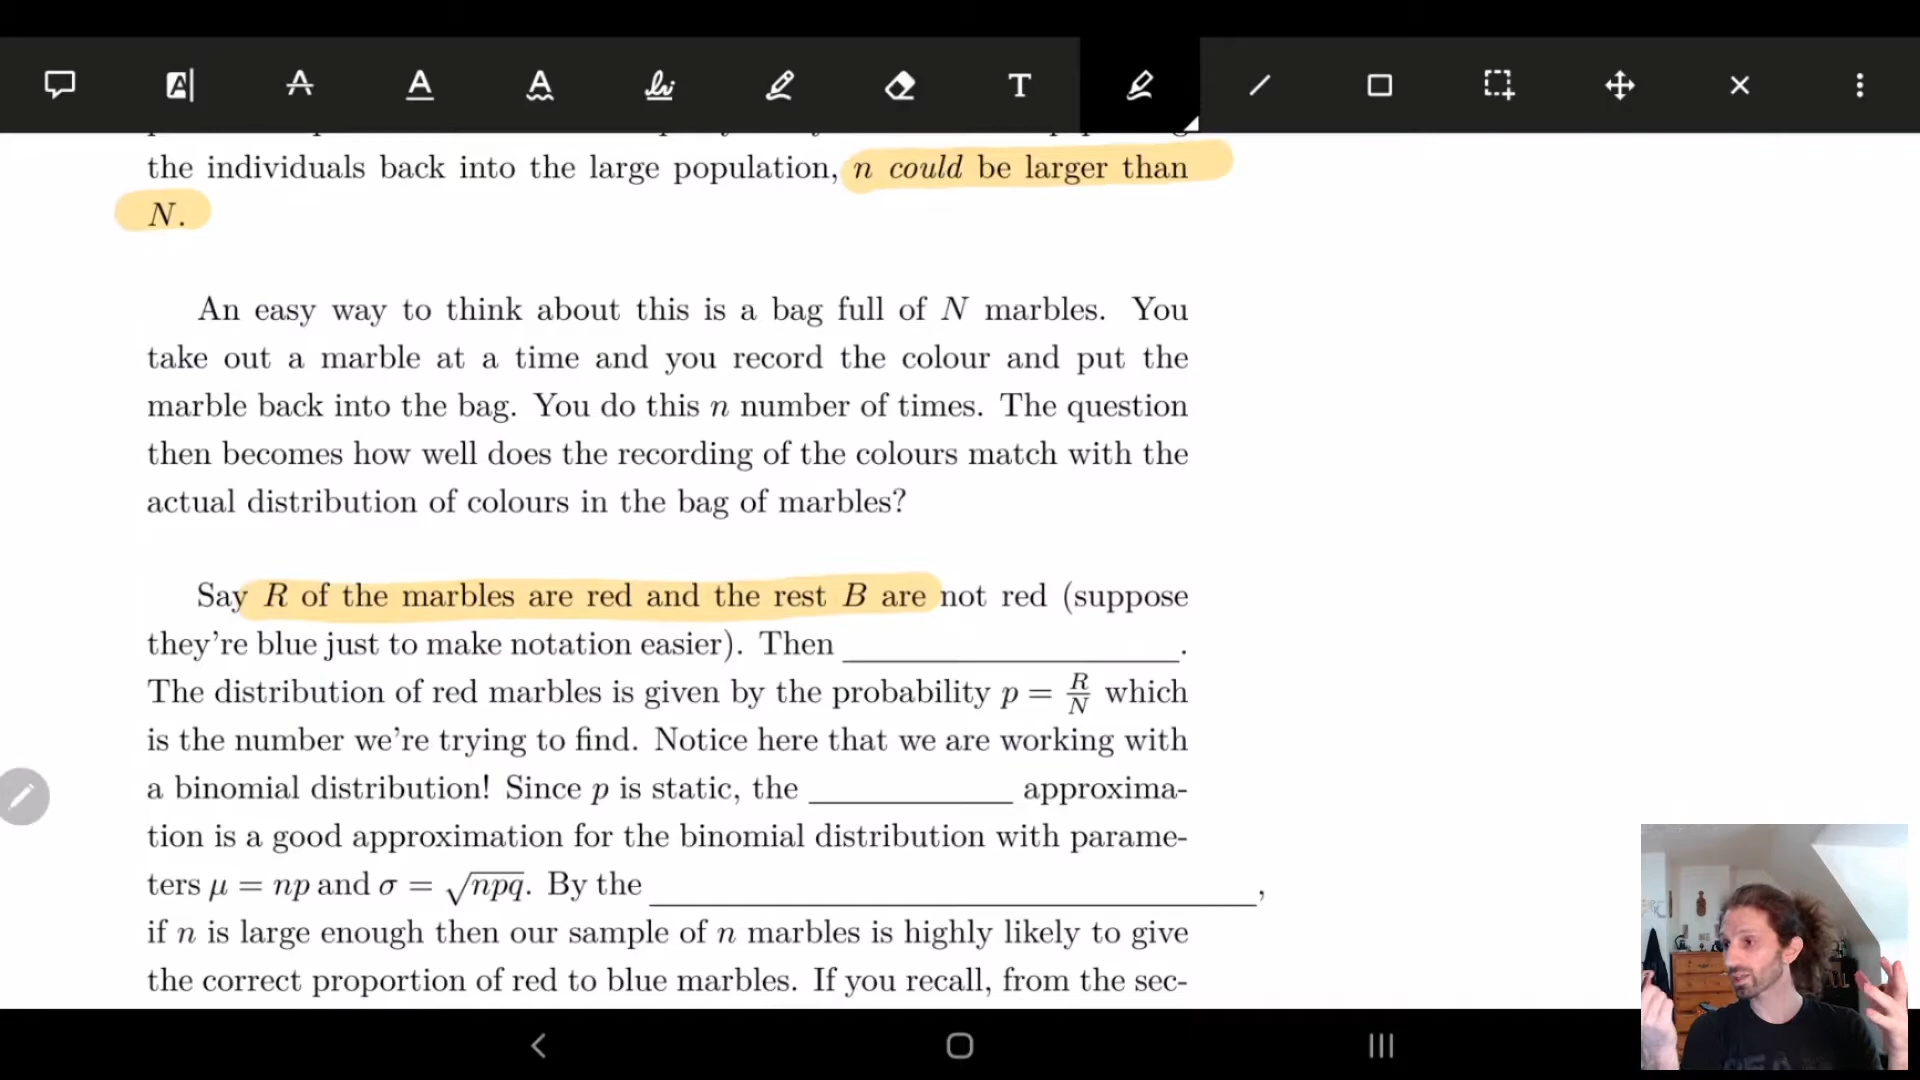 the individuals back into the large population, n could be larger than
N.
An easy way to think about this is a bag full of N marbles. You
take out a marble at a time and you record the colour and put the
marble back into the bag. You do this n number of times. The question
then becomes how well does the recording of the colours match with the
actual distribution of colours in the bag of marbles?
Say R of the marbles are red and the rest B are not red (suppose
they're blue just to make notation easier). Then ____________________.
The distribution of red marbles is given by the probability p = R/N which
is the number we're trying to find. Notice here that we are working with
a binomial distribution! Since p is static, the ____________ approxima-
tion is a good approximation for the binomial distribution with parame-
ters μ = np and σ = √npq. By the ____________________________________,
if n is large enough then our sample of n marbles is highly likely to give
the correct proportion of red to blue marbles. If you recall, from the sec-